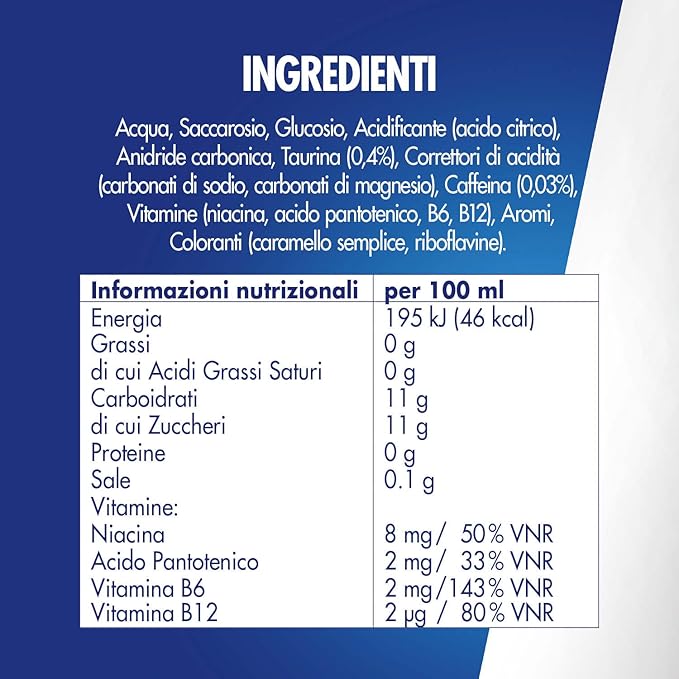 INGREDIENTI
Acqua, Saccarosio, Glucosio, Acidificante (acido citrico),
Anidride carbonica, Taurina (0,4%), Correttori di acidità
(carbonati di sodio, carbonati di magnesio), Caffeina (0,03%),
Vitamine (niacina, acido pantotenico, B6, B12), Aromi,
Coloranti (caramello semplice, riboflavine).
Informazioni nutrizionali per 100 ml
Energia 195 kJ (46 kcal)
Grassi 0 g
di cui Acidi Grassi Saturi 0 g
Carboidrati 11 g
di cui Zuccheri 11 g
Proteine 0 g
Sale 0.1 g
Vitamine:
Niacina 8 mg/ 50% VNR
Acido Pantotenico 2 mg/ 33% VNR
Vitamina B6 2 mg/143% VNR
Vitamina B12 2 µg/ 80% VNR